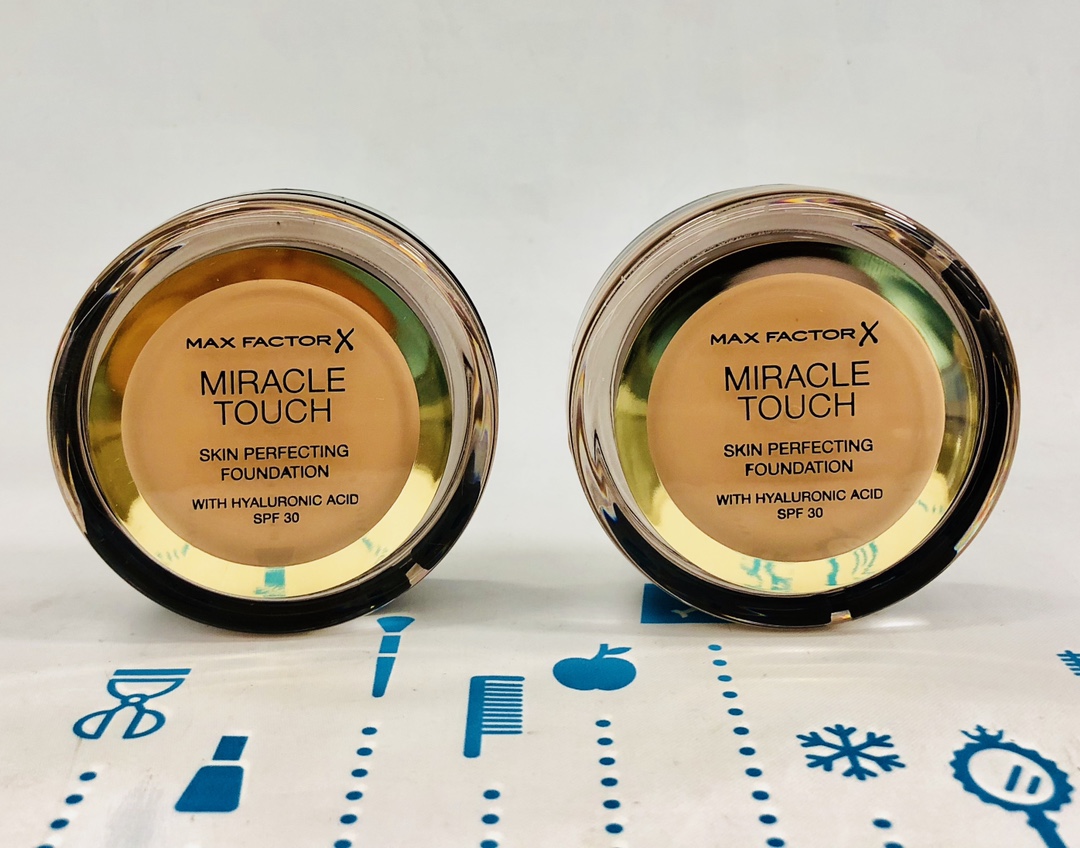 MAX FACTOR X
MIRACLE
TOUCH
SKIN PERFECTING
FOUNDATION
WITH HYALURONIC ACID
SPF 30
MAX FACTOR X
MIRACLE
TOUCH
SKIN PERFECTING
FOUNDATION
WITH HYALURONIC ACID
SPF 30